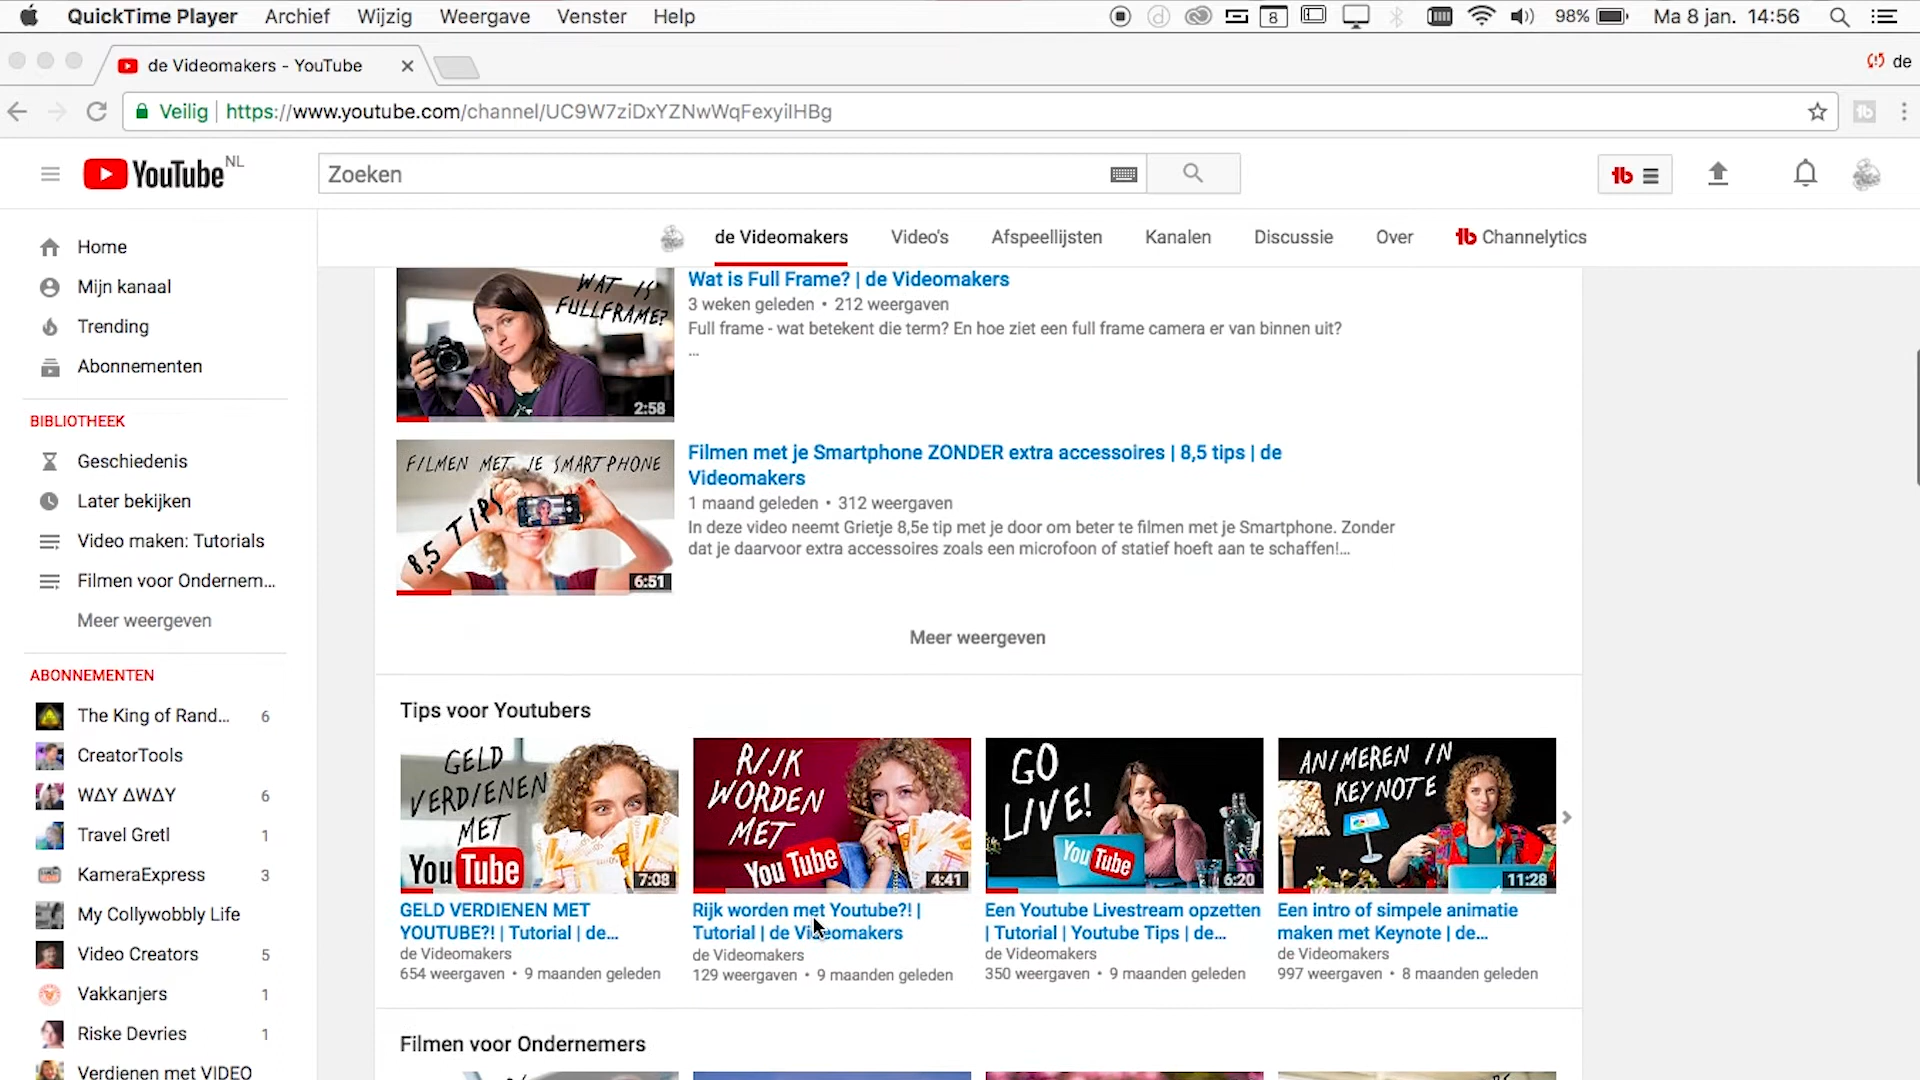 QuickTime Player Archief Wijzig Weergave Venster Help 8 98% Ma 8 jan. 14:56
de Videomakers - YouTube de
Veilig https://www.youtube.com/channel/UC9W7ziDxYZNwWqFexyilHBg
YouTube NL Zoeken tb
Home
Mijn kanaal
Trending
Abonnementen
BIBLIOTHEEK
Geschiedenis
Later bekijken
Video maken: Tutorials
Filmen voor Ondernem...
Meer weergeven
ABONNEMENTEN
The King of Rand... 6
CreatorTools
WΔY ΔWΔY 6
Travel Gretl 1
KameraExpress 3
My Collywobbly Life
Video Creators 5
Vakkanjers 1
Riske Devries 1
Verdienen met VIDEO
de Videomakers Video's Afspeellijsten Kanalen Discussie Over tb Channelytics
WAT IS
FULLFRAME?
2:58
Wat is Full Frame? | de Videomakers
3 weken geleden • 212 weergaven
Full frame - wat betekent die term? En hoe ziet een full frame camera er van binnen uit?
...
FILMEN MET JE SMARTPHONE
8,5 TIPS
6:51
Filmen met je Smartphone ZONDER extra accessoires | 8,5 tips | de
Videomakers
1 maand geleden • 312 weergaven
In deze video neemt Grietje 8,5e tip met je door om beter te filmen met je Smartphone. Zonder
dat je daarvoor extra accessoires zoals een microfoon of statief hoeft aan te schaffen!...
Meer weergeven
Tips voor Youtubers
GELD
VERDIENEN
MET
YouTube
7:08
GELD VERDIENEN MET
YOUTUBE?! | Tutorial | de...
de Videomakers
654 weergaven • 9 maanden geleden
RIJK
WORDEN
MET
YouTube
4:41
Rijk worden met Youtube?! |
Tutorial | de Videomakers
de Videomakers
129 weergaven • 9 maanden geleden
GO
LIVE!
YouTube
6:20
Een Youtube Livestream opzetten
| Tutorial | Youtube Tips | de...
de Videomakers
350 weergaven • 9 maanden geleden
ANIMEREN IN
KEYNOTE
11:28
Een intro of simpele animatie
maken met Keynote | de...
de Videomakers
997 weergaven • 8 maanden geleden
Filmen voor Ondernemers